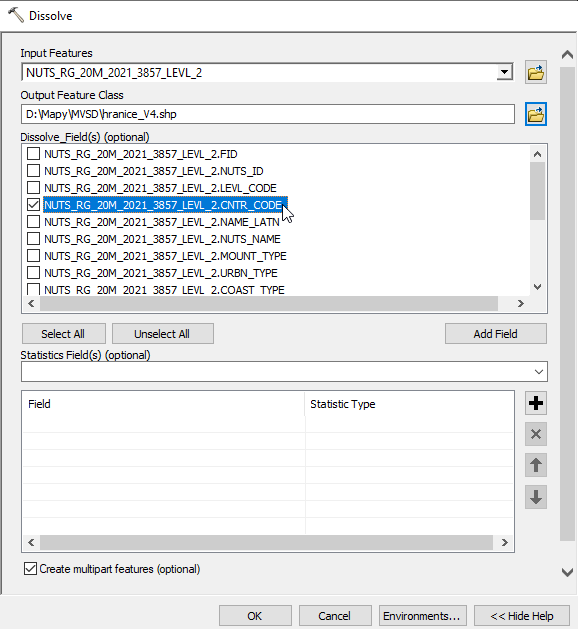 Dissolve
Input Features
NUTS_RG_20M_2021_3857_LEVL_2
Output Feature Class
D:\Mapy\MVSD\hranice_V4.shp
Dissolve_Field(s) (optional)
NUTS_RG_20M_2021_3857_LEVL_2.FID
NUTS_RG_20M_2021_3857_LEVL_2.NUTS_ID
NUTS_RG_20M_2021_3857_LEVL_2.LEVL_CODE
NUTS_RG_20M_2021_3857_LEVL_2.CNTR_CODE
NUTS_RG_20M_2021_3857_LEVL_2.NAME_LATN
NUTS_RG_20M_2021_3857_LEVL_2.NUTS_NAME
NUTS_RG_20M_2021_3857_LEVL_2.MOUNT_TYPE
NUTS_RG_20M_2021_3857_LEVL_2.URBN_TYPE
NUTS_RG_20M_2021_3857_LEVL_2.COAST_TYPE
Select All Unselect All Add Field
Statistics Field(s) (optional)
Field Statistic Type
Create multipart features (optional)
OK Cancel Environments... << Hide Help